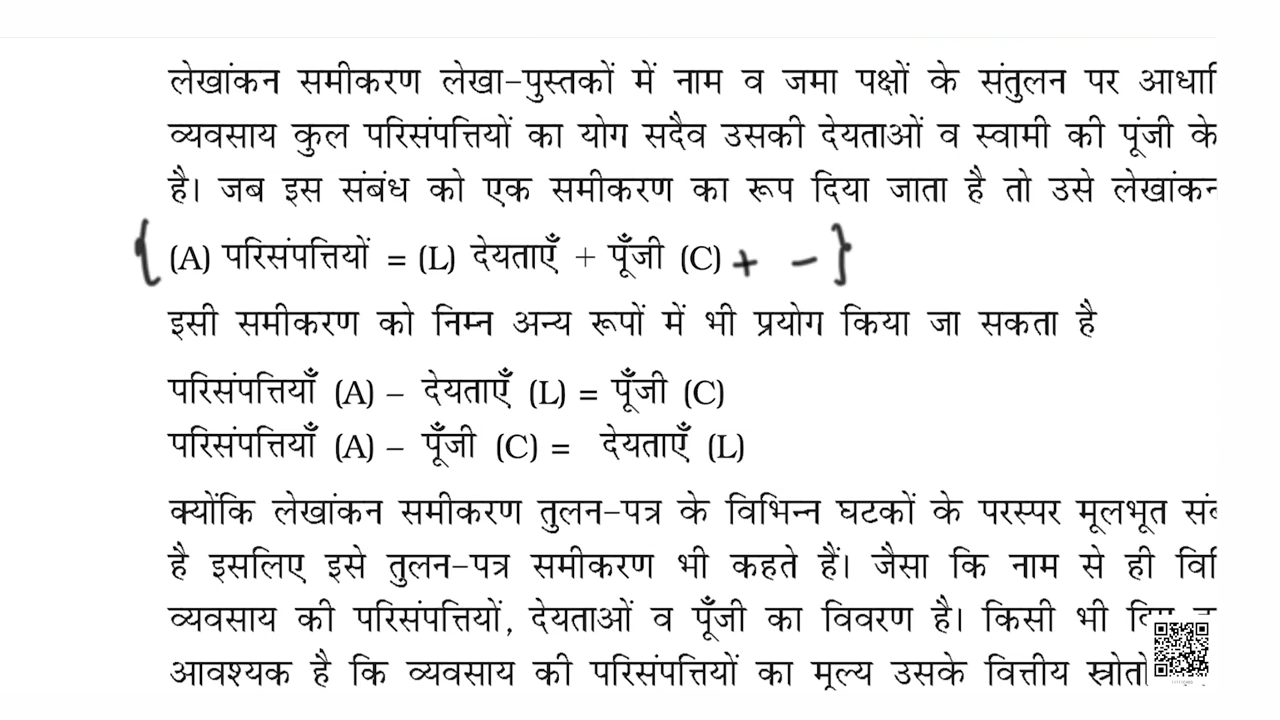 लेखांकन समीकरण लेखा-पुस्तकों में नाम व जमा पक्षों के संतुलन पर
व्यवसाय कुल परिसंपत्तियों का योग सदैव उसकी देयताओं व स्वामी की पूंजी के
है। जब इस संबंध को एक समीकरण का रूप दिया जाता है तो उसे लेखांकन
{ (A) परिसंपत्तियों = (L) देयताएँ + पूँजी (C) + - }
इसी समीकरण को निम्न अन्य रूपों में भी प्रयोग किया जा सकता है
परिसंपत्तियाँ (A) – देयताएँ (L) = पूँजी (C)
परिसंपत्तियाँ (A) – पूँजी (C) = देयताएँ (L)
क्योंकि लेखांकन समीकरण तुलन-पत्र के विभिन्न घटकों के परस्पर मूलभूत
है इसलिए इसे तुलन-पत्र समीकरण भी कहते हैं। जैसा कि नाम से ही
व्यवसाय की परिसंपत्तियों, देयताओं व पूँजी का विवरण है। किसी भी
आवश्यक है कि व्यवसाय की परिसंपत्तियों का मूल्य उसके वित्तीय स्त्रोतो